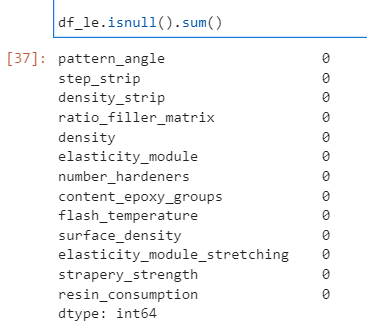 df_le.isnull().sum()
[37]: pattern_angle 0
step_strip 0
density_strip 0
ratio_filler_matrix 0
density 0
elasticity_module 0
number_hardeners 0
content_epoxy_groups 0
flash_temperature 0
surface_density 0
elasticity_module_stretching 0
strapery_strength 0
resin_consumption 0
dtype: int64